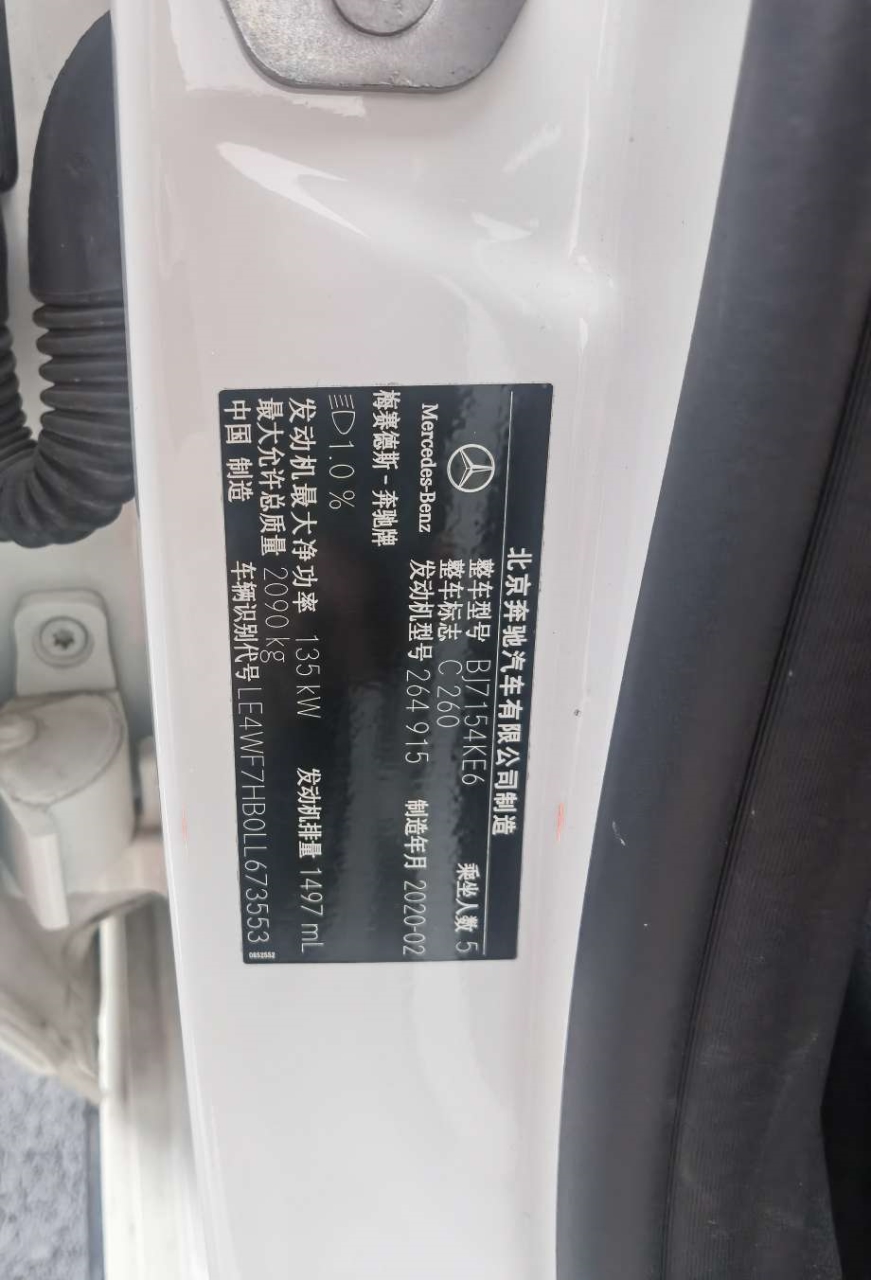 北京奔驰汽车有限公司制造
Mercedes-Benz
整车型号 BJ7154KE6 乘坐人数 5
整车标志 C 260
发动机型号 264 915 制造年月 2020-02
梅赛德斯-奔驰牌
1.0 %
发动机最大净功率 135 kW 发动机排量 1497 mL
最大允许总质量 2090 kg
中国 制造 车辆识别代号 LE4WF7HB0LL673553